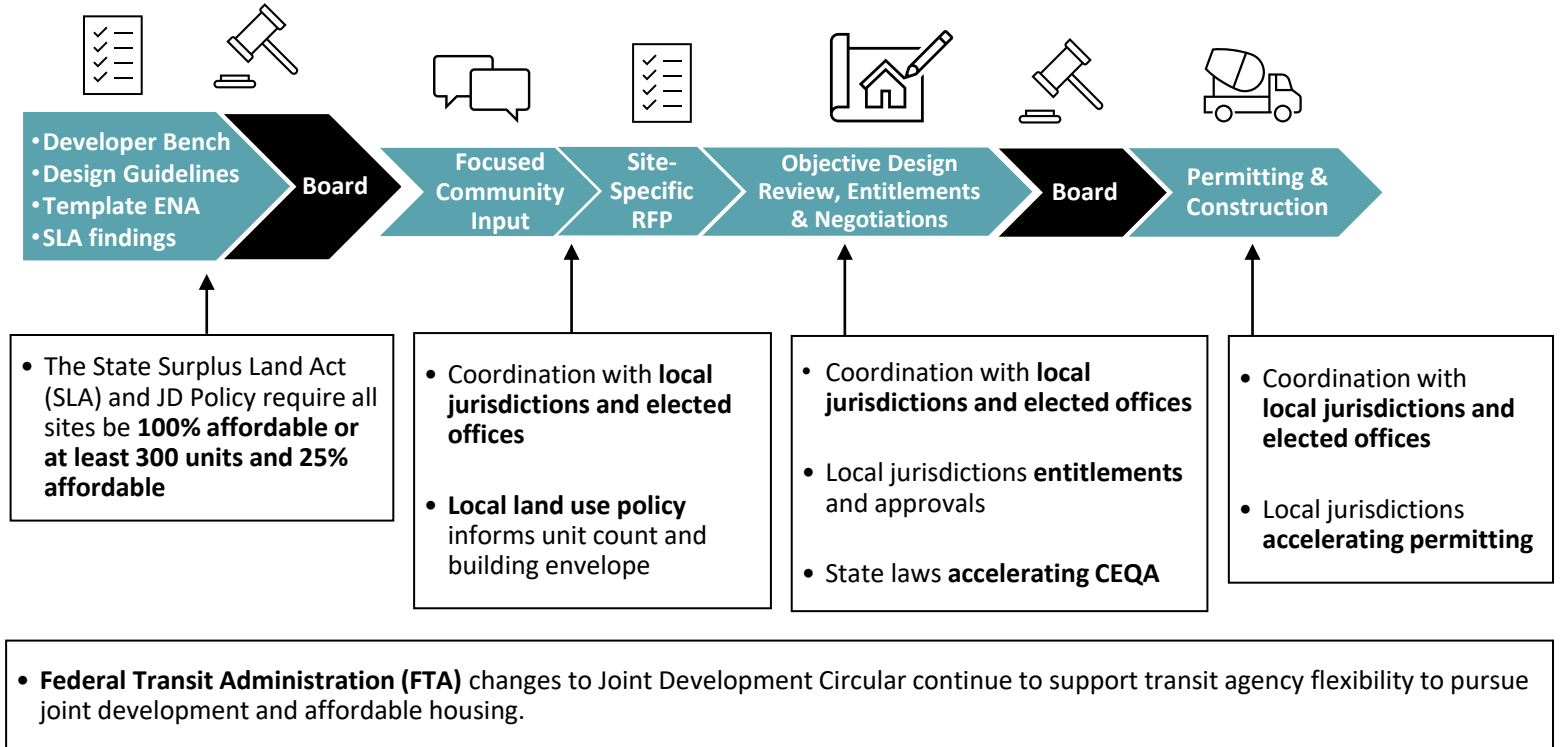 •Developer Bench
•Design Guidelines
•Template ENA
•SLA findings
Board
Focused
Community
Input
Site-
Specific
RFP
Objective Design
Review, Entitlements
& Negotiations
Board
Permitting &
Construction
• The State Surplus Land Act
(SLA) and JD Policy require all
sites be 100% affordable or
at least 300 units and 25%
affordable
• Coordination with local
jurisdictions and elected
offices
• Local land use policy
informs unit count and
building envelope
• Coordination with local
jurisdictions and elected offices
• Local jurisdictions entitlements
and approvals
• State laws accelerating CEQA
• Coordination with
local jurisdictions and
elected offices
• Local jurisdictions
accelerating permitting
• Federal Transit Administration (FTA) changes to Joint Development Circular continue to support transit agency flexibility to pursue
joint development and affordable housing.